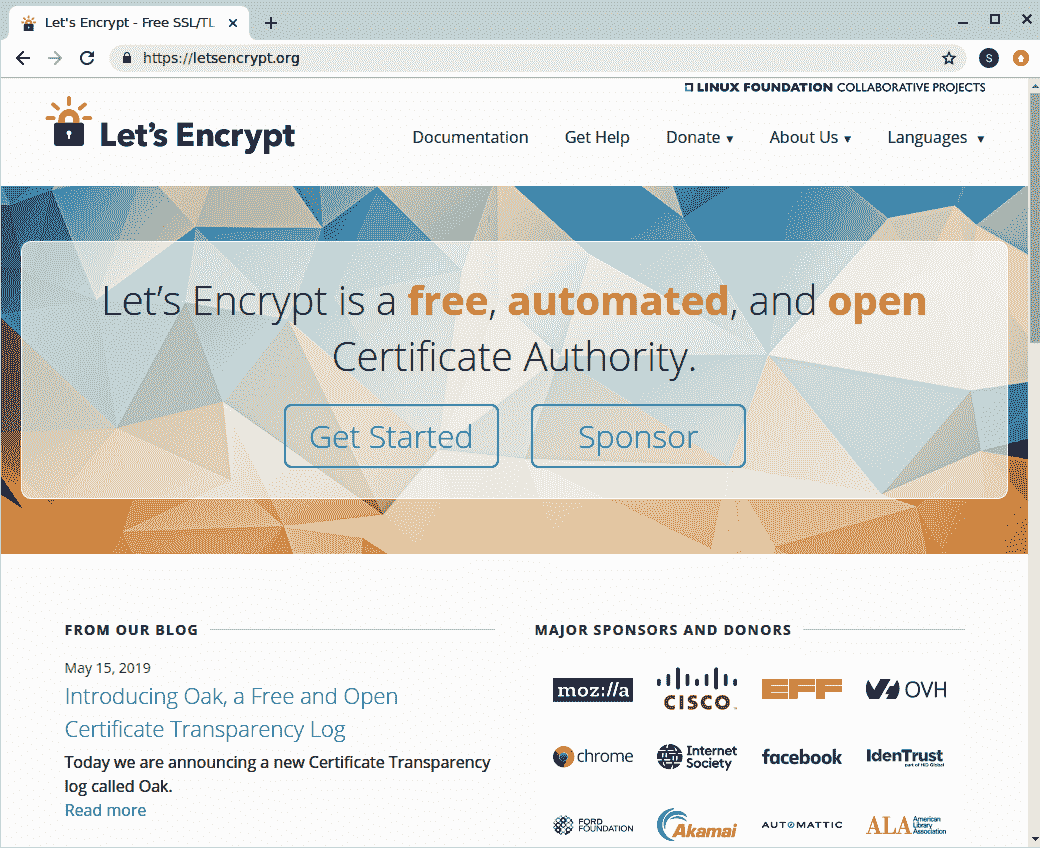 Let's Encrypt - Free SSL/TL
https://letsencrypt.org
S
LINUX FOUNDATION COLLABORATIVE PROJECTS
Let's Encrypt
Documentation Get Help Donate ▾ About Us ▾ Languages ▾
Let's Encrypt is a free, automated, and open
Certificate Authority.
Get Started Sponsor
FROM OUR BLOG
May 15, 2019
Introducing Oak, a Free and Open
Certificate Transparency Log
Today we are announcing a new Certificate Transparency
log called Oak.
Read more
MAJOR SPONSORS AND DONORS
moz://a CISCO EFF OVH
chrome Internet Society facebook IdenTrust part of HID Global
FORD FOUNDATION Akamai AUTOMATTIC ALA American Library Association